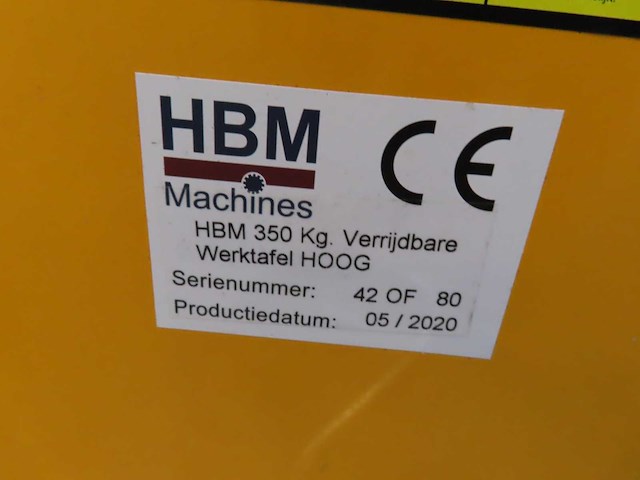 HBM
Machines
CE
HBM 350 Kg. Verrijdbare
Werktafel HOOG
Serienummer: 42 OF 80
Productiedatum: 05 / 2020